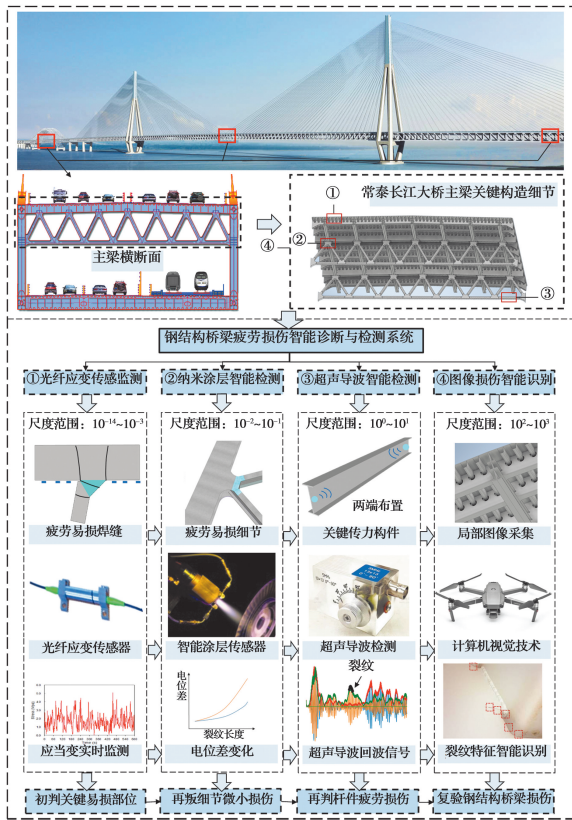 常泰长江大桥主梁关键构造细节
①
②
④
③
主梁横断面
钢结构桥梁疲劳损伤智能诊断与检测系统
①光纤应变传感监测
②纳米涂层智能检测
③超声导波智能检测
④图像损伤智能识别
尺度范围：10⁻¹⁴~10⁻³
尺度范围：10⁻²~10⁻¹
尺度范围：10⁰~10¹
尺度范围：10²~10³
两端布置
疲劳易损焊缝
疲劳易损细节
关键传力构件
局部图像采集
光纤应变传感器
智能涂层传感器
超声导波检测
计算机视觉技术
电位差
裂纹长度
裂纹
应当变实时监测
电位差变化
超声导波回波信号
裂纹特征智能识别
初判关键易损部位
再叛细节微小损伤
再判杆件疲劳损伤
复验钢结构桥梁损伤